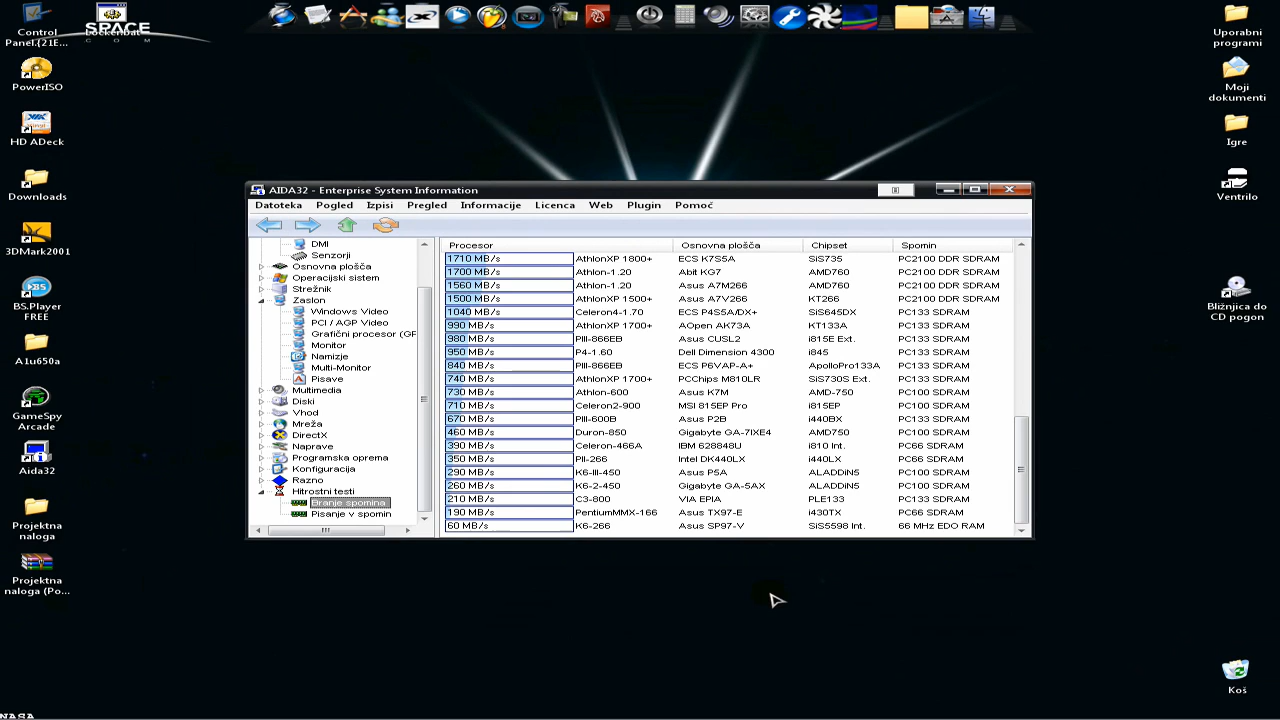 Control
Panel.{21E...
SPACE
COM
PowerISO
HD ADeck
Downloads
3DMark2001
BS.Player
FREE
A1u650a
GameSpy
Arcade
Aida32
Projektna
naloga
Projektna
naloga (Po...
NASA
AIDA32 - Enterprise System Information
Datoteka Pogled Izpisi Pregled Informacije Licenca Web Plugin Pomoč
DMI
Senzorji
Osnovna plošča
Operacijski sistem
Strežnik
Zaslon
Windows Video
PCI / AGP Video
Grafični procesor (GF
Monitor
Namizje
Multi-Monitor
Pisave
Multimedia
Diski
Vhod
Mreža
DirectX
Naprave
Programska oprema
Konfiguracija
Razno
Hitrostni testi
Branje spomina
Pisanje v spomin
Procesor Osnovna plošča Chipset Spomin
1710 MB/s AthlonXP 1800+ ECS K7S5A SiS735 PC2100 DDR SDRAM
1700 MB/s Athlon-1.20 Abit KG7 AMD760 PC2100 DDR SDRAM
1560 MB/s Athlon-1.20 Asus A7M266 AMD760 PC2100 DDR SDRAM
1500 MB/s AthlonXP 1500+ Asus A7V266 KT266 PC2100 DDR SDRAM
1040 MB/s Celeron4-1.70 ECS P4S5A/DX+ SiS645DX PC133 SDRAM
990 MB/s AthlonXP 1700+ AOpen AK73A KT133A PC133 SDRAM
980 MB/s PIII-866EB Asus CUSL2 i815E Ext. PC133 SDRAM
950 MB/s P4-1.60 Dell Dimension 4300 i845 PC133 SDRAM
840 MB/s PIII-866EB ECS P6VAP-A+ ApolloPro133A PC133 SDRAM
740 MB/s AthlonXP 1700+ PCChips M810LR SiS730S Ext. PC133 SDRAM
730 MB/s Athlon-600 Asus K7M AMD-750 PC100 SDRAM
710 MB/s Celeron2-900 MSI 815EP Pro i815EP PC100 SDRAM
670 MB/s PIII-600B Asus P2B i440BX PC133 SDRAM
460 MB/s Duron-850 Gigabyte GA-7IXE4 AMD750 PC100 SDRAM
390 MB/s Celeron-466A IBM 628848U i810 Int. PC66 SDRAM
350 MB/s PII-266 Intel DK440LX i440LX PC66 SDRAM
290 MB/s K6-III-450 Asus P5A ALADDiN5 PC100 SDRAM
260 MB/s K6-2-450 Gigabyte GA-5AX ALADDiN5 PC100 SDRAM
210 MB/s C3-800 VIA EPIA PLE133 PC133 SDRAM
190 MB/s PentiumMMX-166 Asus TX97-E i430TX PC66 SDRAM
60 MB/s K6-266 Asus SP97-V SiS5598 Int. 66 MHz EDO RAM
Uporabni
programi
Moji
dokumenti
Igre
Ventrilo
Bližnjica do
CD pogon
Koš